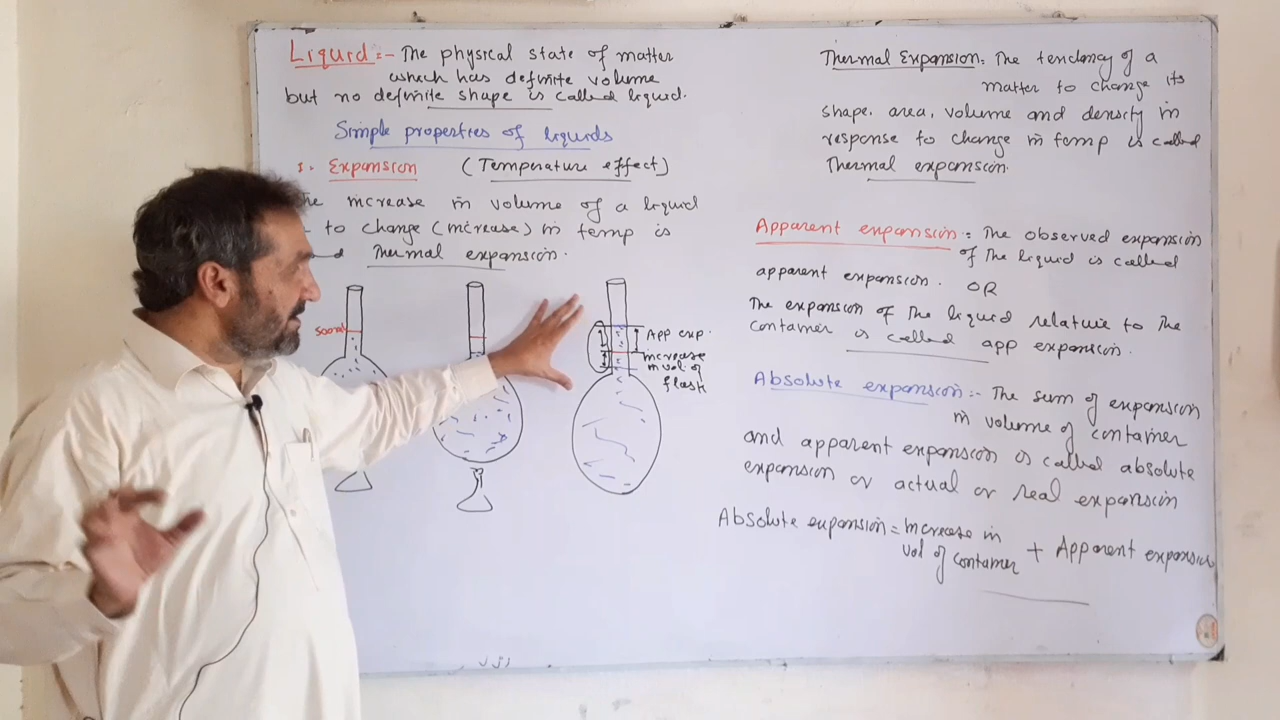 Liquid :- The physical state of matter
which has definite volume
but no definite shape is called liquid.
Simple properties of liquids
1. Expansion (Temperature effect)
The increase in volume of a liquid
to change (increase) in temp is
Thermal expansion.
500ml
App exp.
increase
in vol of
flask
Thermal Expansion: The tendancy of a
matter to change its
shape, area, volume and density in
response to change in temp is called
Thermal expansion.
Apparent expansion :- The observed expansion
of the liquid is called
apparent expansion. OR
The expansion of the liquid relative to the
container is called app expansion.
Absolute expansion :- The sum of expansion
in volume of container
and apparent expansion is called absolute
expansion or actual or real expansion
Absolute expansion = Increase in
vol of container + Apparent expansion